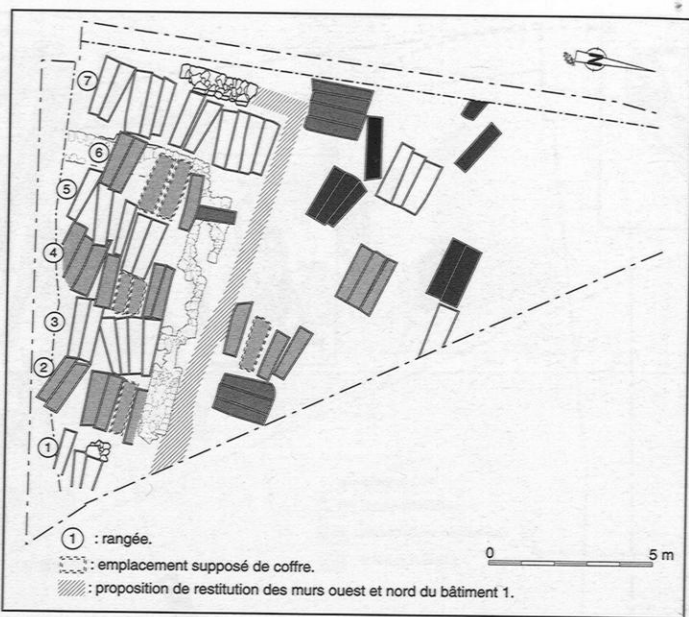 N
7
6
5
4
3
2
1
1 : rangée.
: emplacement supposé de coffre.
: proposition de restitution des murs ouest et nord du bâtiment 1.
0 5 m